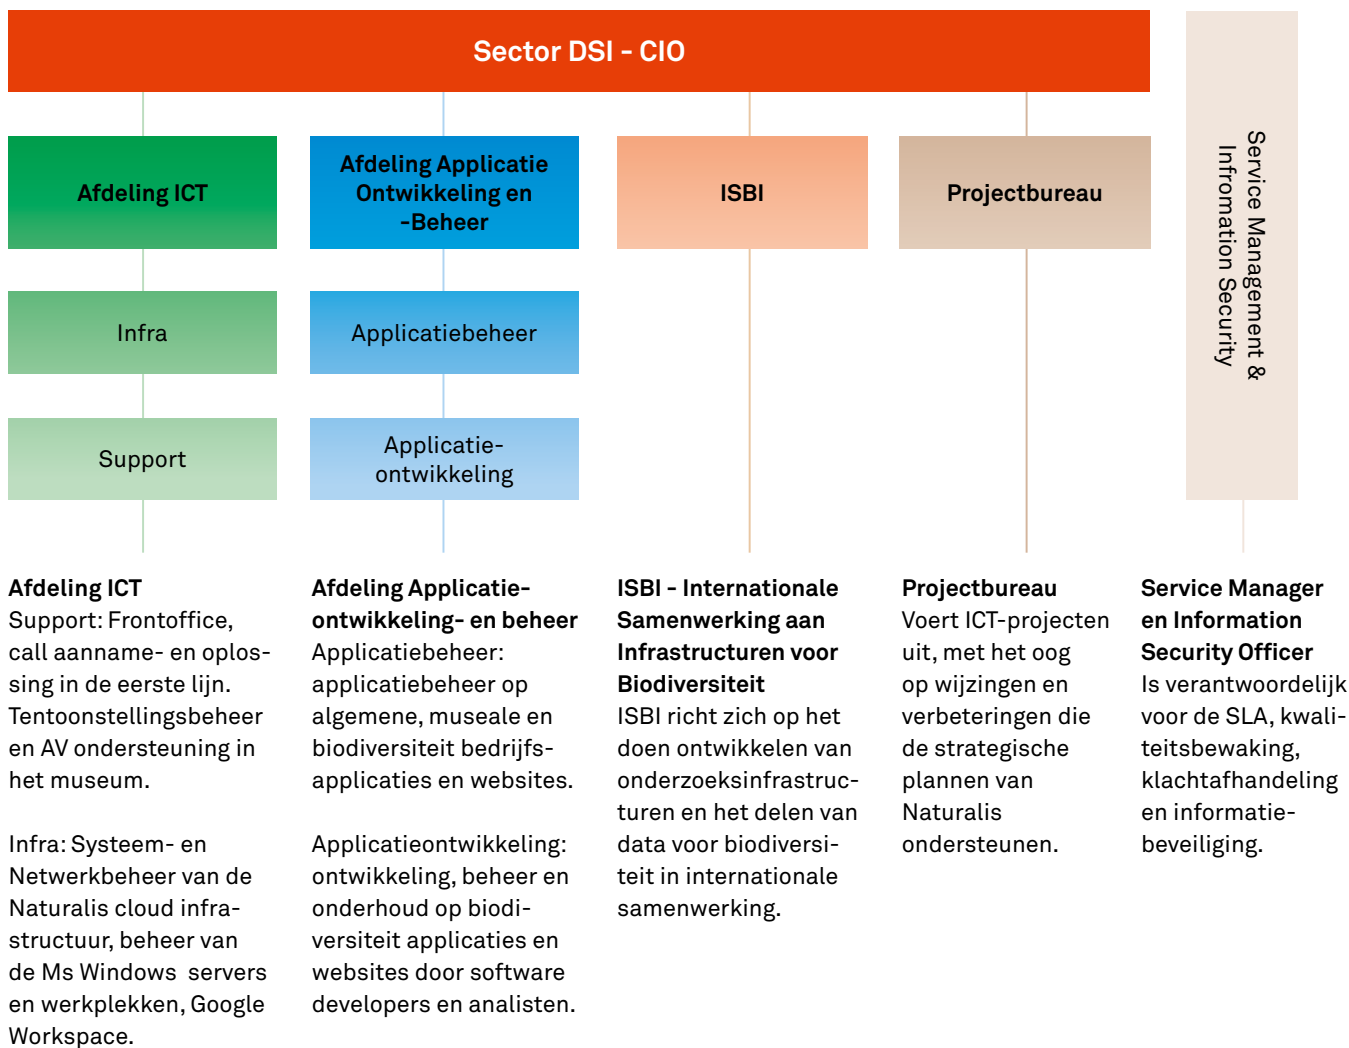 Sector DSI - CIO
Afdeling ICT
Afdeling Applicatie
Ontwikkeling en
-Beheer
ISBI
Projectbureau
Service Management &
Infromation Security
Infra
Applicatiebeheer
Support
Applicatie-
ontwikkeling
Afdeling ICT
Support: Frontoffice,
call aanname- en oplos-
sing in de eerste lijn.
Tentoonstellingsbeheer
en AV ondersteuning in
het museum.
Infra: Systeem- en
Netwerkbeheer van de
Naturalis cloud infra-
structuur, beheer van
de Ms Windows servers
en werkplekken, Google
Workspace.
Afdeling Applicatie-
ontwikkeling- en beheer
Applicatiebeheer:
applicatiebeheer op
algemene, museale en
biodiversiteit bedrijfs-
applicaties en websites.
Applicatieontwikkeling:
ontwikkeling, beheer en
onderhoud op biodi-
versiteit applicaties en
websites door software
developers en analisten.
ISBI - Internationale
Samenwerking aan
Infrastructuren voor
Biodiversiteit
ISBI richt zich op het
doen ontwikkelen van
onderzoeksinfrastruc-
turen en het delen van
data voor biodiversi-
teit in internationale
samenwerking.
Projectbureau
Voert ICT-projecten
uit, met het oog
op wijzingen en
verbeteringen die
de strategische
plannen van
Naturalis
ondersteunen.
Service Manager
en Information
Security Officer
Is verantwoordelijk
voor de SLA, kwali-
teitsbewaking,
klachtafhandeling
en informatie-
beveiliging.